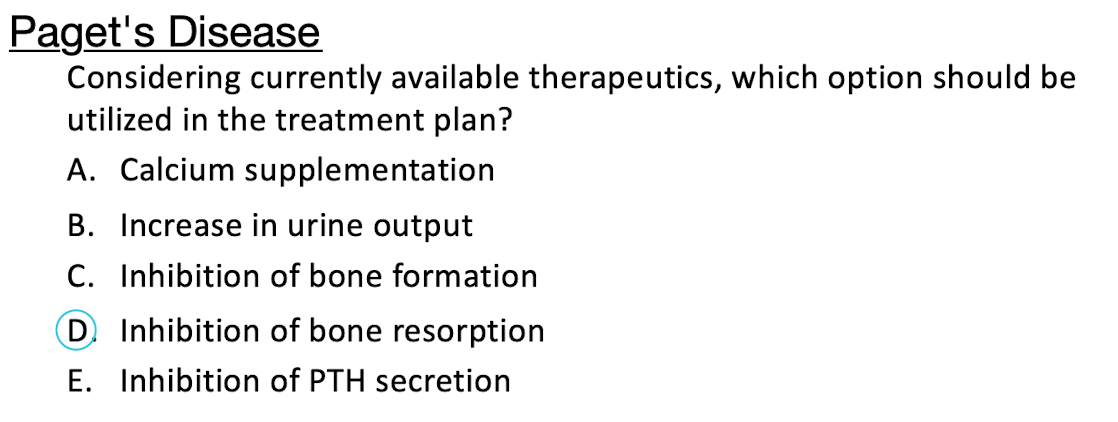 Paget's Disease
Considering currently available therapeutics, which option should be
utilized in the treatment plan?
A. Calcium supplementation
B. Increase in urine output
C. Inhibition of bone formation
D. Inhibition of bone resorption
E. Inhibition of PTH secretion